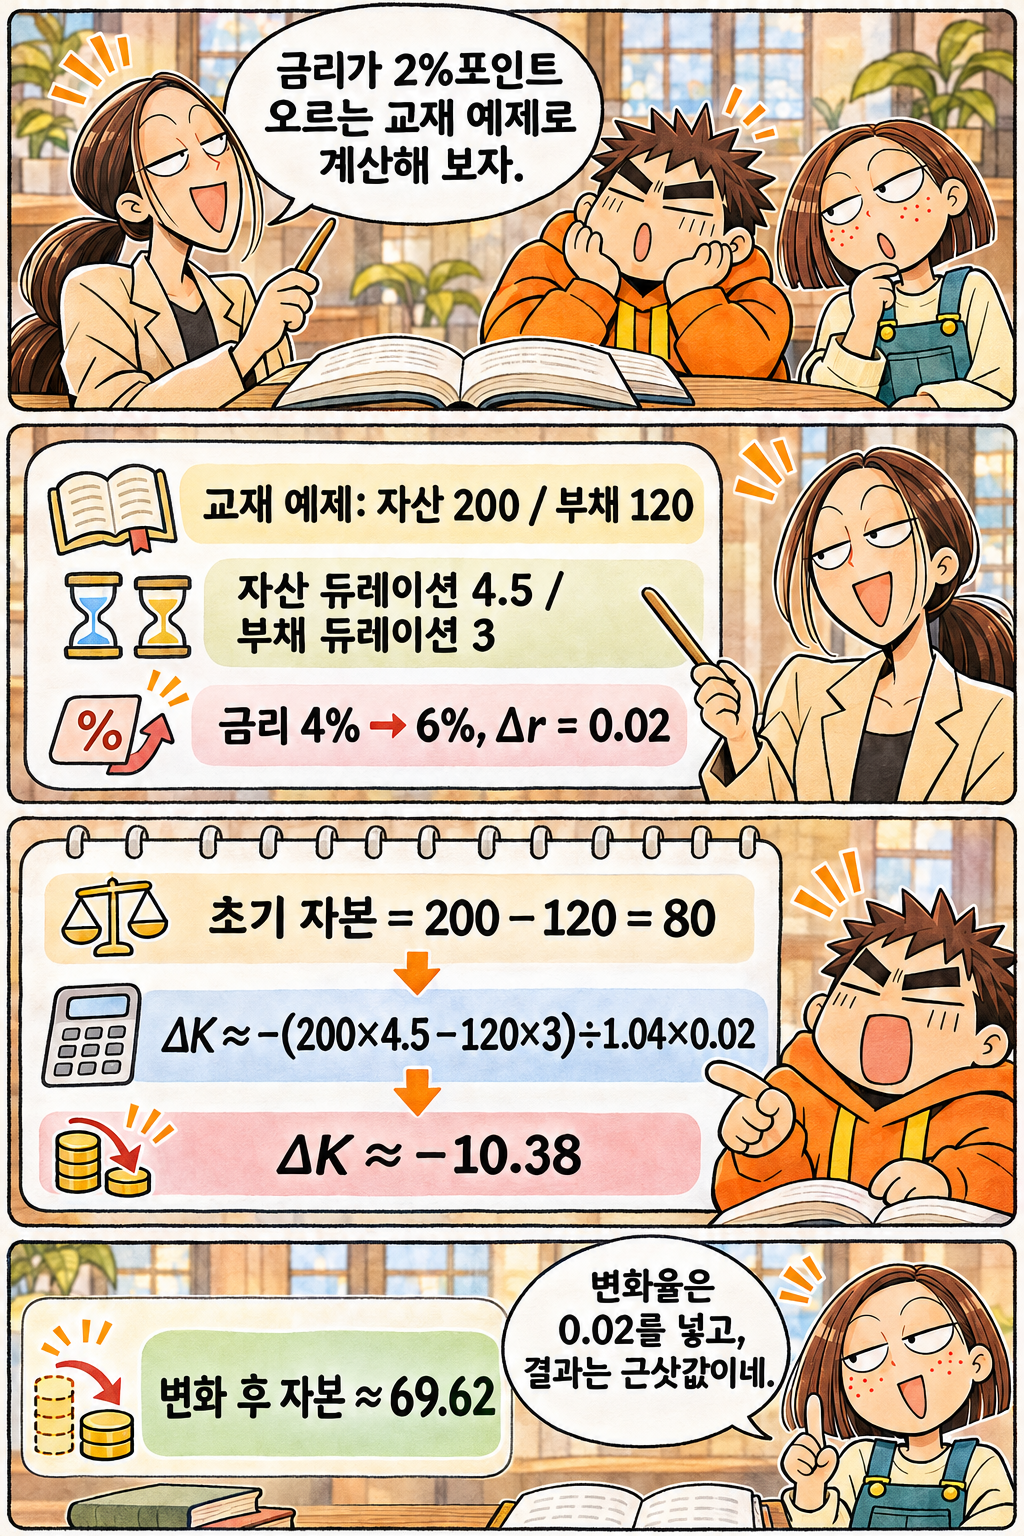 금리가 2%포인트
오르는 교재 예제로
계산해 보자.
교재 예제: 자산 200 / 부채 120
자산 듀레이션 4.5 /
부채 듀레이션 3
%
금리 4% → 6%, Δr = 0.02
초기 자본 = 200 − 120 = 80
ΔK ≈ −(200×4.5 − 120×3)÷1.04×0.02
ΔK ≈ −10.38
변화 후 자본 ≈ 69.62
변화율은
0.02를 넣고,
결과는 근삿값이네.